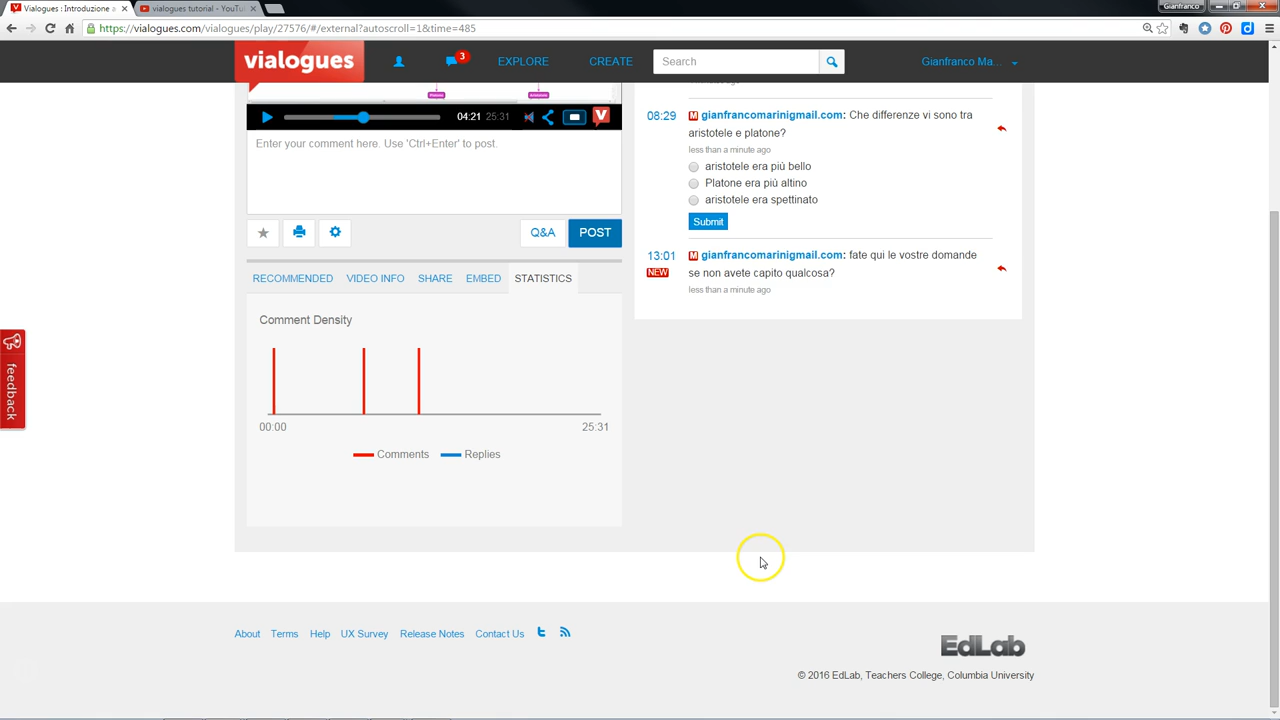 Vialogues : Introduzione a
vialogues tutorial - YouTu
Gianfranco
https://vialogues.com/vialogues/play/27576/#/external?autoscroll=1&time=485
vialogues
3
EXPLORE
CREATE
Search
Gianfranco Ma...
04:21 25:31
V
Enter your comment here. Use 'Ctrl+Enter' to post.
Q&A
POST
RECOMMENDED
VIDEO INFO
SHARE
EMBED
STATISTICS
Comment Density
00:00
25:31
Comments
Replies
08:29
M gianfrancomarinigmail.com: Che differenze vi sono tra
aristotele e platone?
less than a minute ago
aristotele era più bello
Platone era più altino
aristotele era spettinato
Submit
13:01
NEW
M gianfrancomarinigmail.com: fate qui le vostre domande
se non avete capito qualcosa?
less than a minute ago
feedback
About
Terms
Help
UX Survey
Release Notes
Contact Us
EdLab
© 2016 EdLab, Teachers College, Columbia University